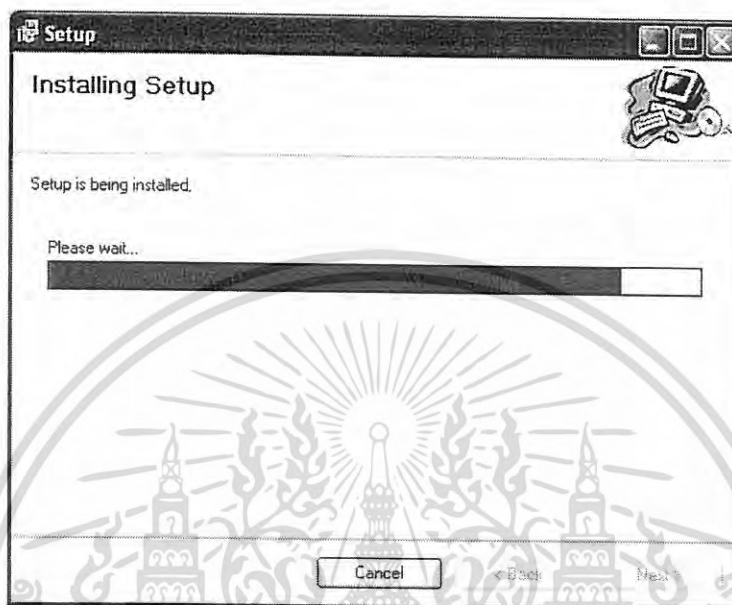 Setup
Installing Setup
Setup is being installed.
Please wait...
Cancel
< Back
Next >